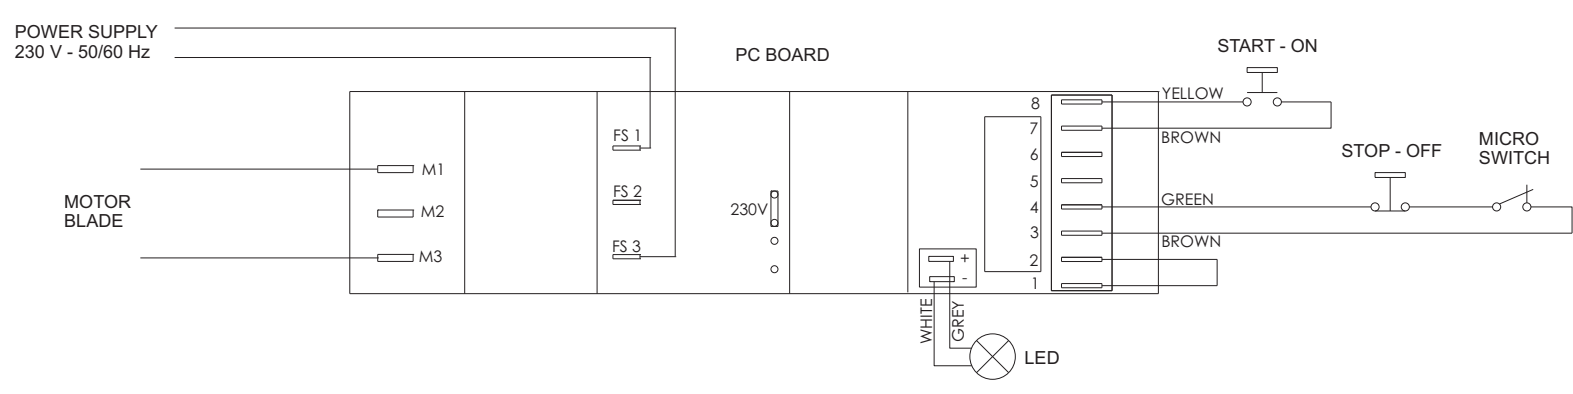 POWER SUPPLY
230 V - 50/60 Hz
PC BOARD
START - ON
YELLOW
BROWN
STOP - OFF
MICRO
SWITCH
GREEN
BROWN
8
7
6
5
4
3
2
1
FS 1
FS 2
FS 3
230V
M1
M2
M3
MOTOR
BLADE
+
-
WHITE
GREY
LED